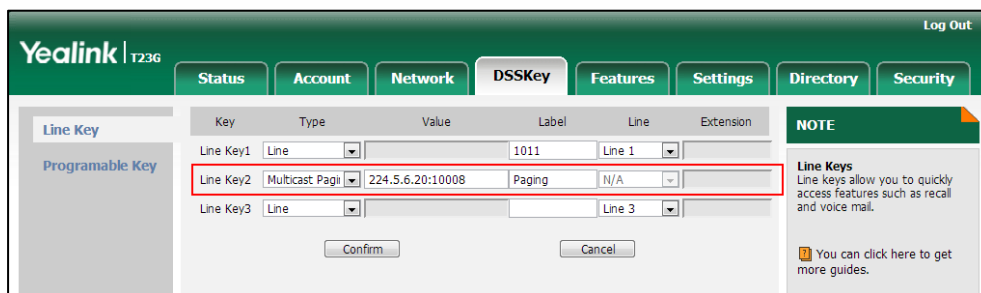 Log Out
Yealink | T23G
Status Account Network DSSKey Features Settings Directory Security
Line Key
Programable Key
Key Type Value Label Line Extension
Line Key1 Line 1011 Line 1
Line Key2 Multicast Pagi 224.5.6.20:10008 Paging N/A
Line Key3 Line Line 3
Confirm Cancel
NOTE
Line Keys
Line keys allow you to quickly
access features such as recall
and voice mail.
You can click here to get
more guides.